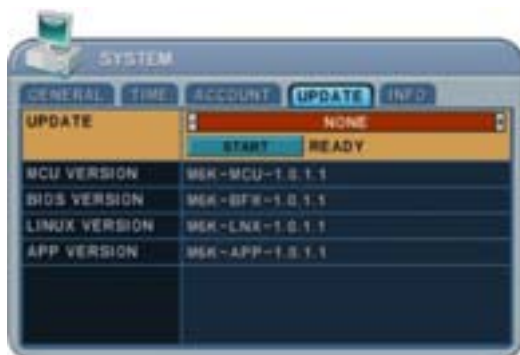 SYSTEM
GENERAL TIME ACCOUNT UPDATE INFO
UPDATE NONE
START READY
MCU VERSION M6K-MCU-1.0.1.1
BIOS VERSION M6K-BFW-1.0.1.1
LINUX VERSION M6K-LNX-1.0.1.1
APP VERSION M6K-APP-1.0.1.1